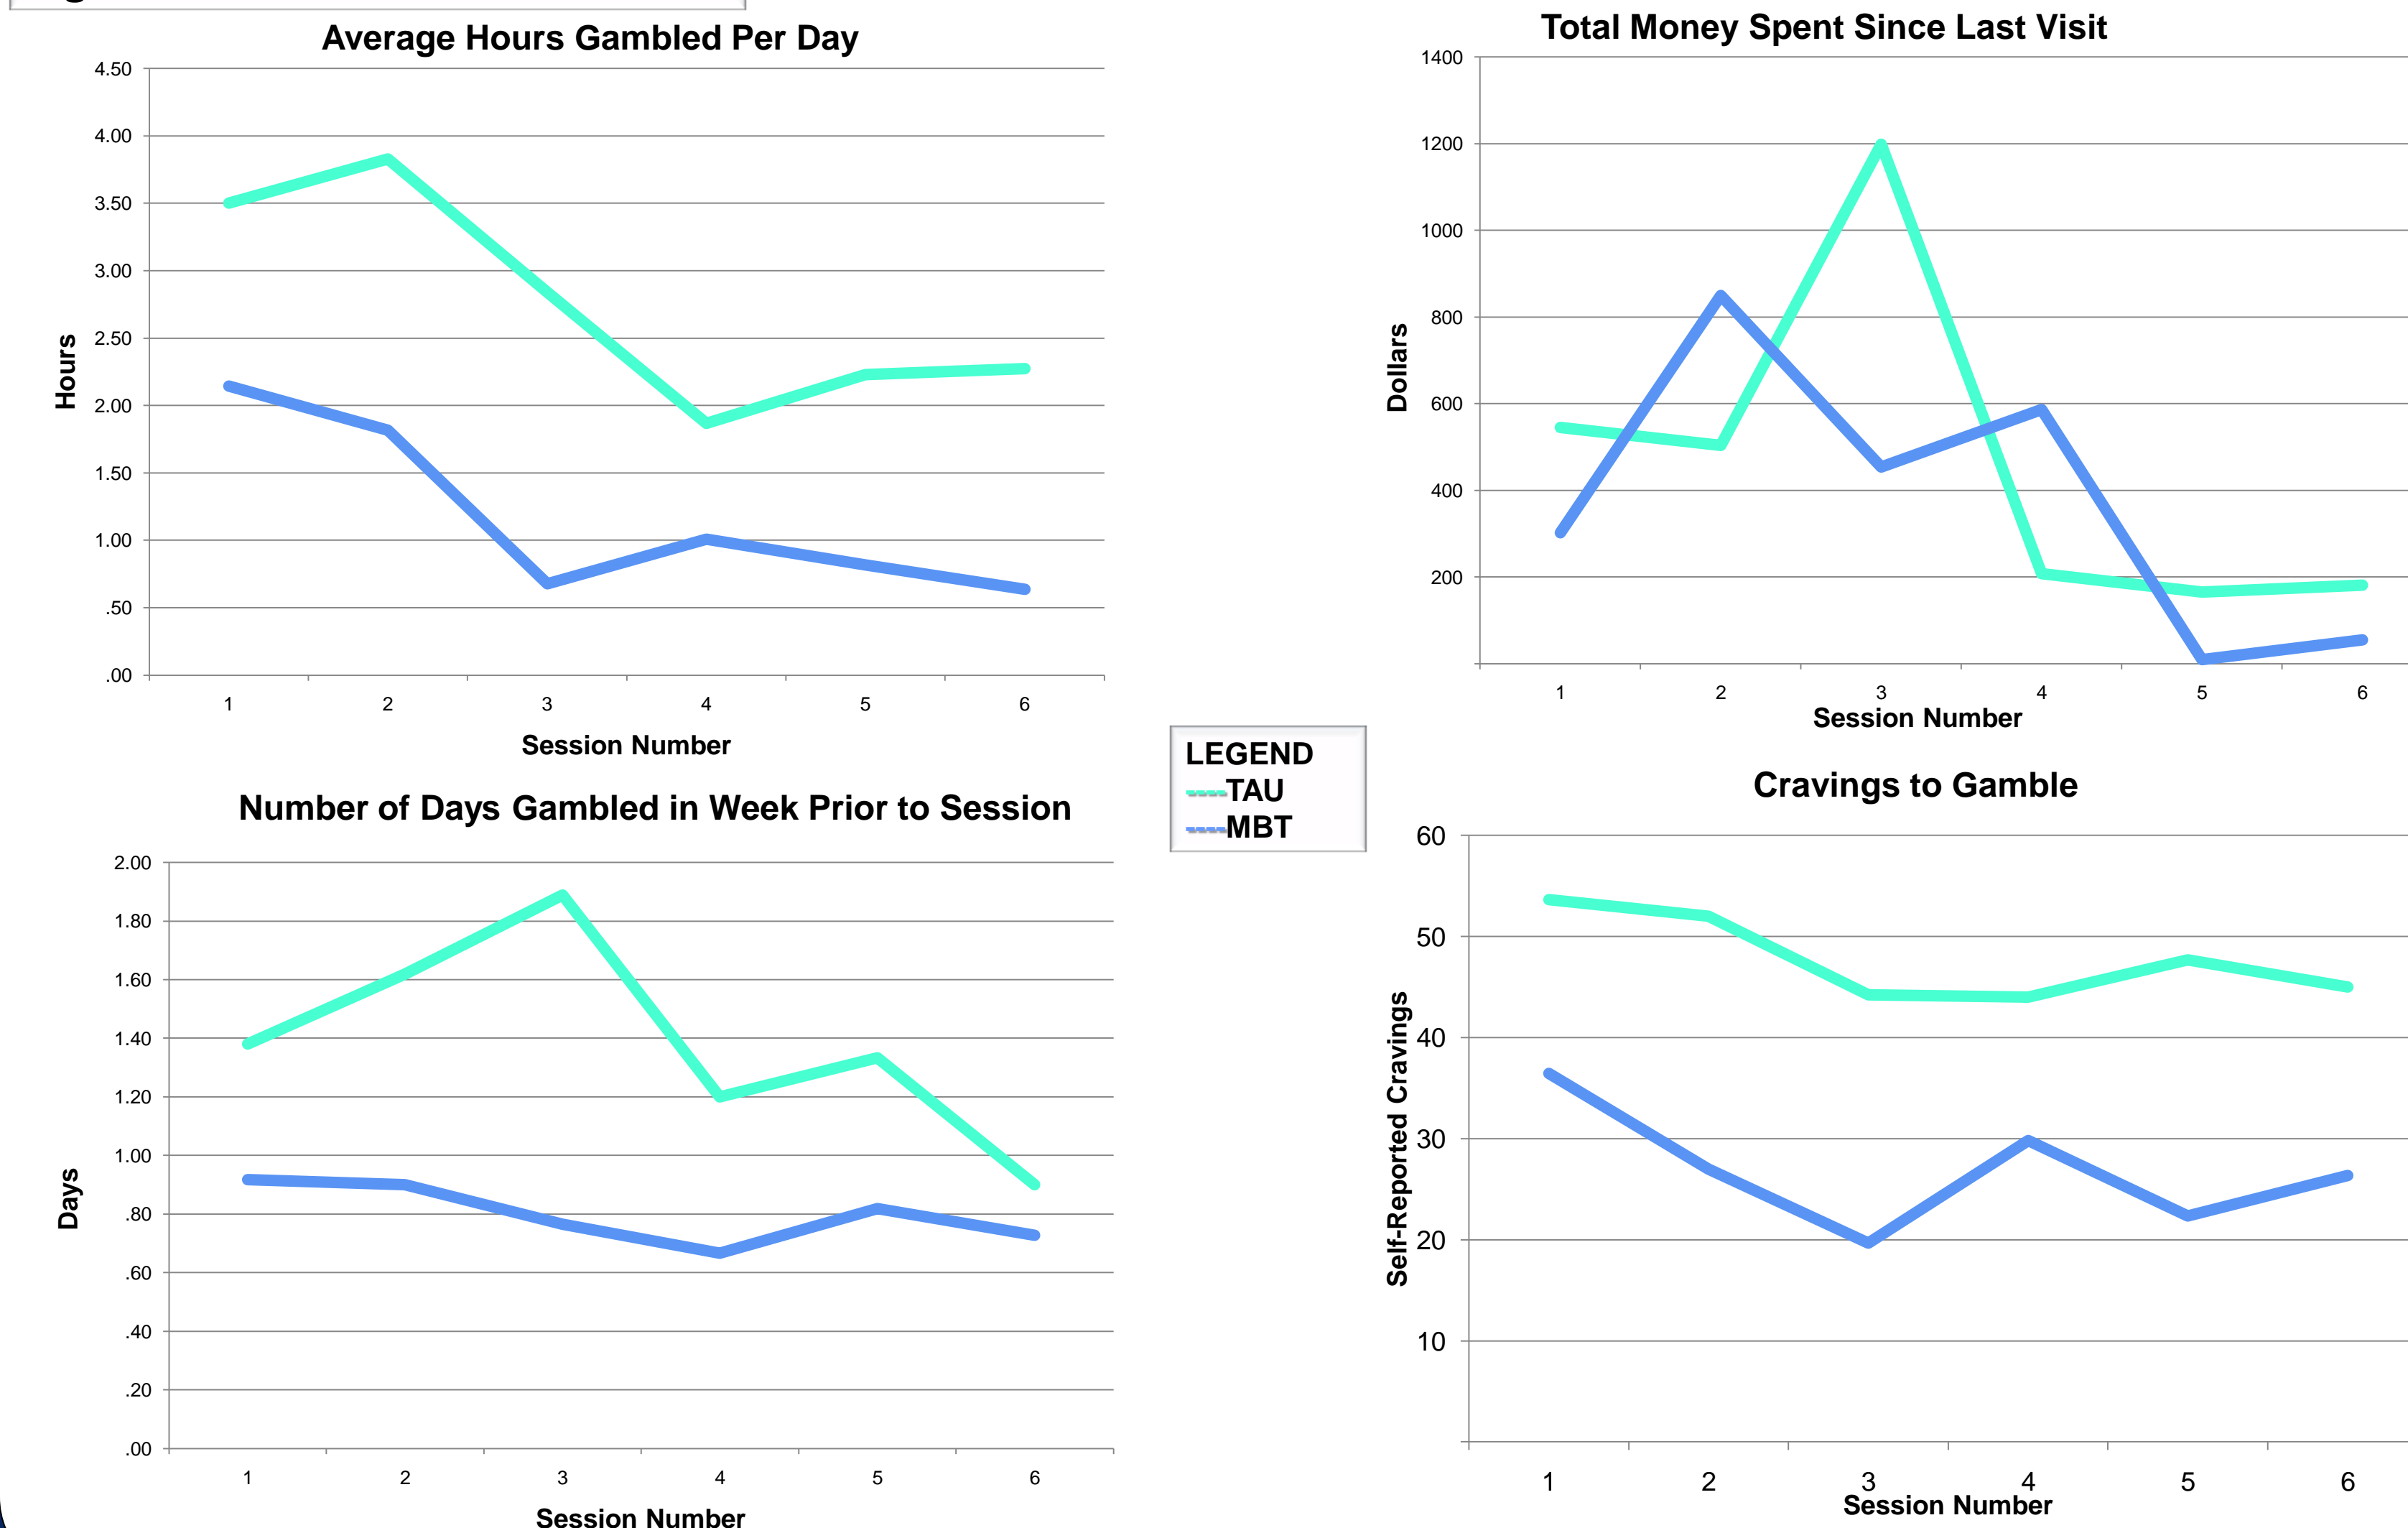 Average Hours Gambled Per Day
4.50
4.00
3.50
3.00
2.50
2.00
1.50
1.00
.50
.00
Hours
1 2 3 4 5 6
Session Number
Total Money Spent Since Last Visit
1400
1200
1000
800
600
400
200
Dollars
1 2 3 4 5 6
Session Number
LEGEND
TAU
MBT
Number of Days Gambled in Week Prior to Session
2.00
1.80
1.60
1.40
1.20
1.00
.80
.60
.40
.20
.00
Days
1 2 3 4 5 6
Session Number
Cravings to Gamble
60
50
40
30
20
10
Self-Reported Cravings
1 2 3 4 5 6
Session Number